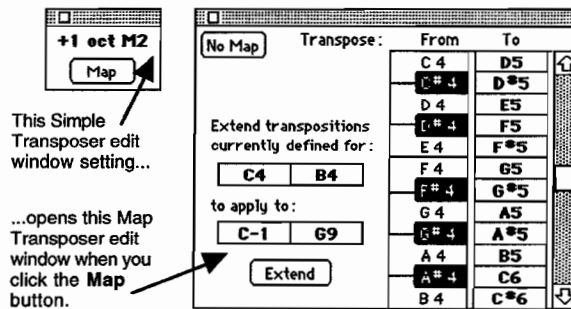 +1 oct M2
Map
This Simple
Transposer edit
window setting...
...opens this Map
Transposer edit
window when you
click the Map
button.
No Map
Transpose:
From
To
Extend transpositions
currently defined for:
C4
B4
to apply to:
C-1
G9
Extend
C 4
D5
C# 4
D#5
D 4
E5
D# 4
F5
E 4
F#5
F 4
G5
F# 4
G#5
G 4
A5
G# 4
A#5
A 4
B5
A# 4
C6
B 4
C#6